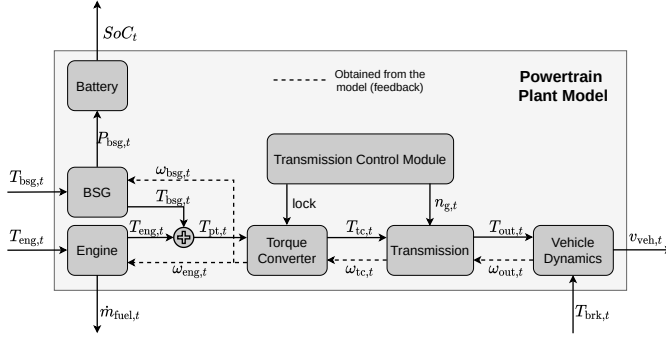 SoC_t
Battery
Obtained from the
model (feedback)
Powertrain
Plant Model
P_bsg,t
Transmission Control Module
T_bsg,t
BSG
ω_bsg,t
T_bsg,t
lock
n_g,t
T_eng,t
Engine
T_eng,t
T_pt,t
Torque
Converter
T_tc,t
Transmission
T_out,t
Vehicle
Dynamics
v_veh,t
ω_eng,t
ω_tc,t
ω_out,t
ṁ_fuel,t
T_brk,t